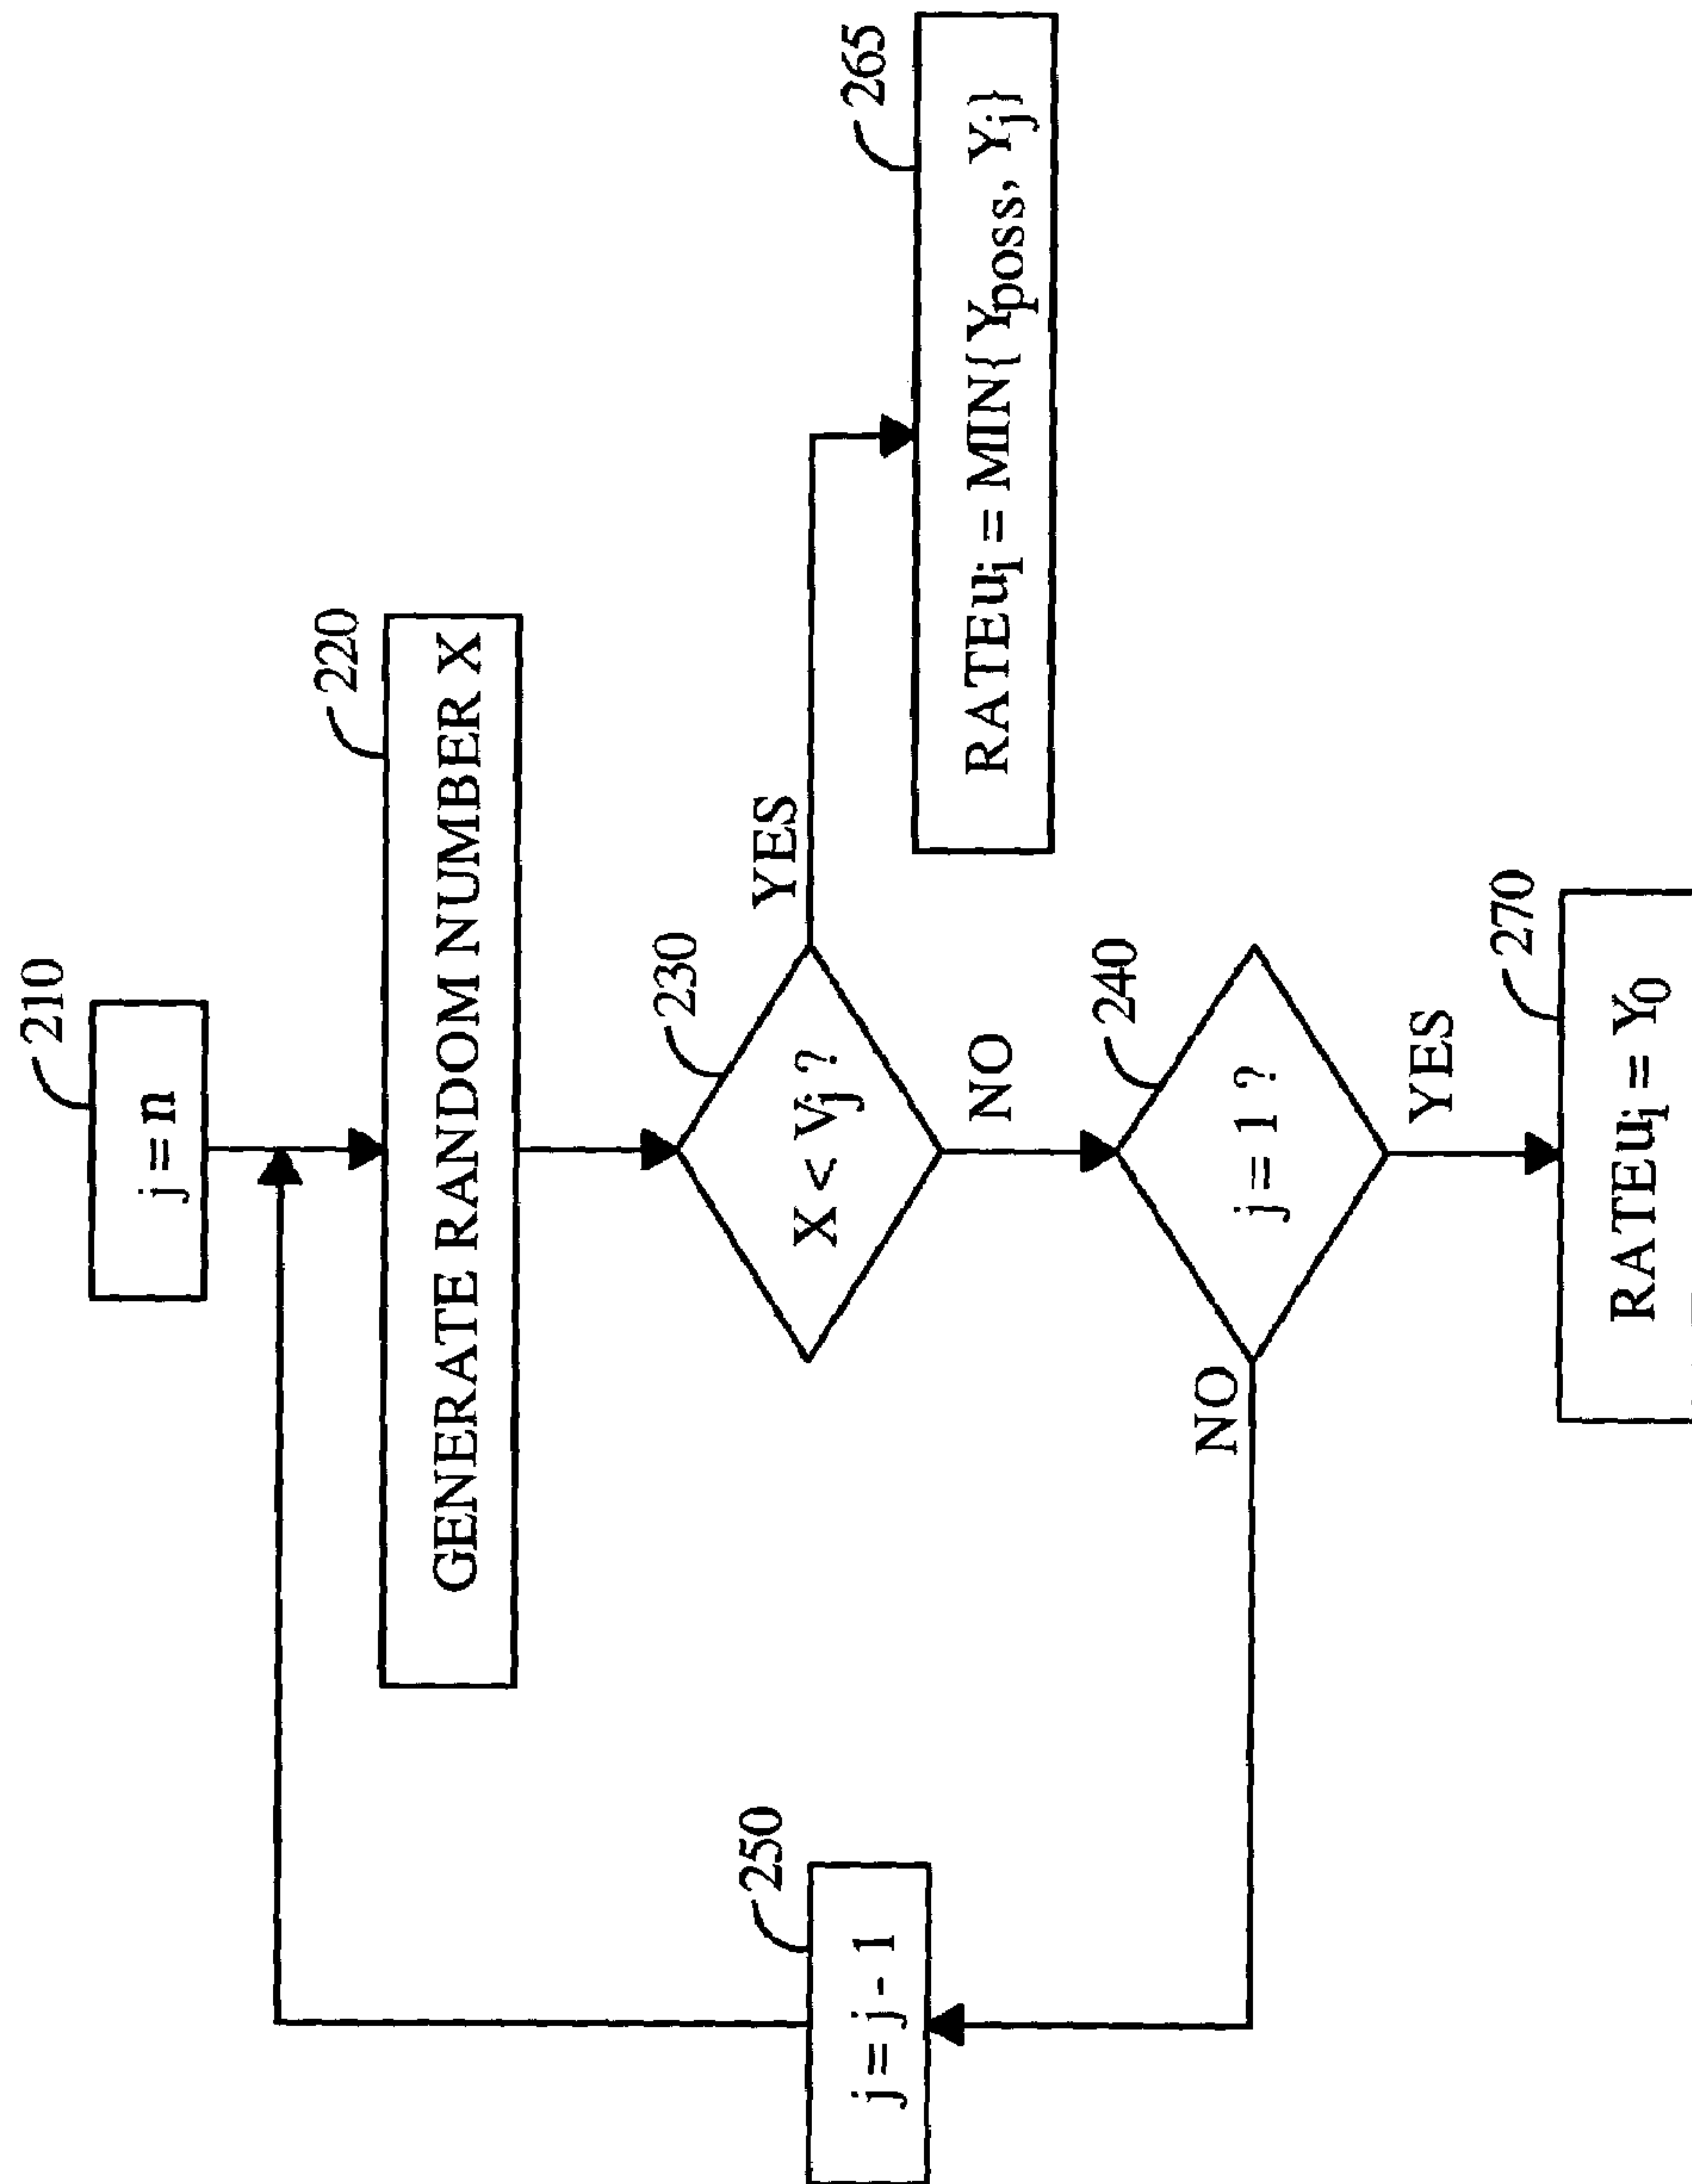 210
j = n
220
GENERATE RANDOM NUMBER X
230
X < Vj ?
YES
265
RATEui = MIN{Yposs, Yj}
NO
240
j = 1 ?
NO
250
j = j - 1
YES
270
RATEui = Y0